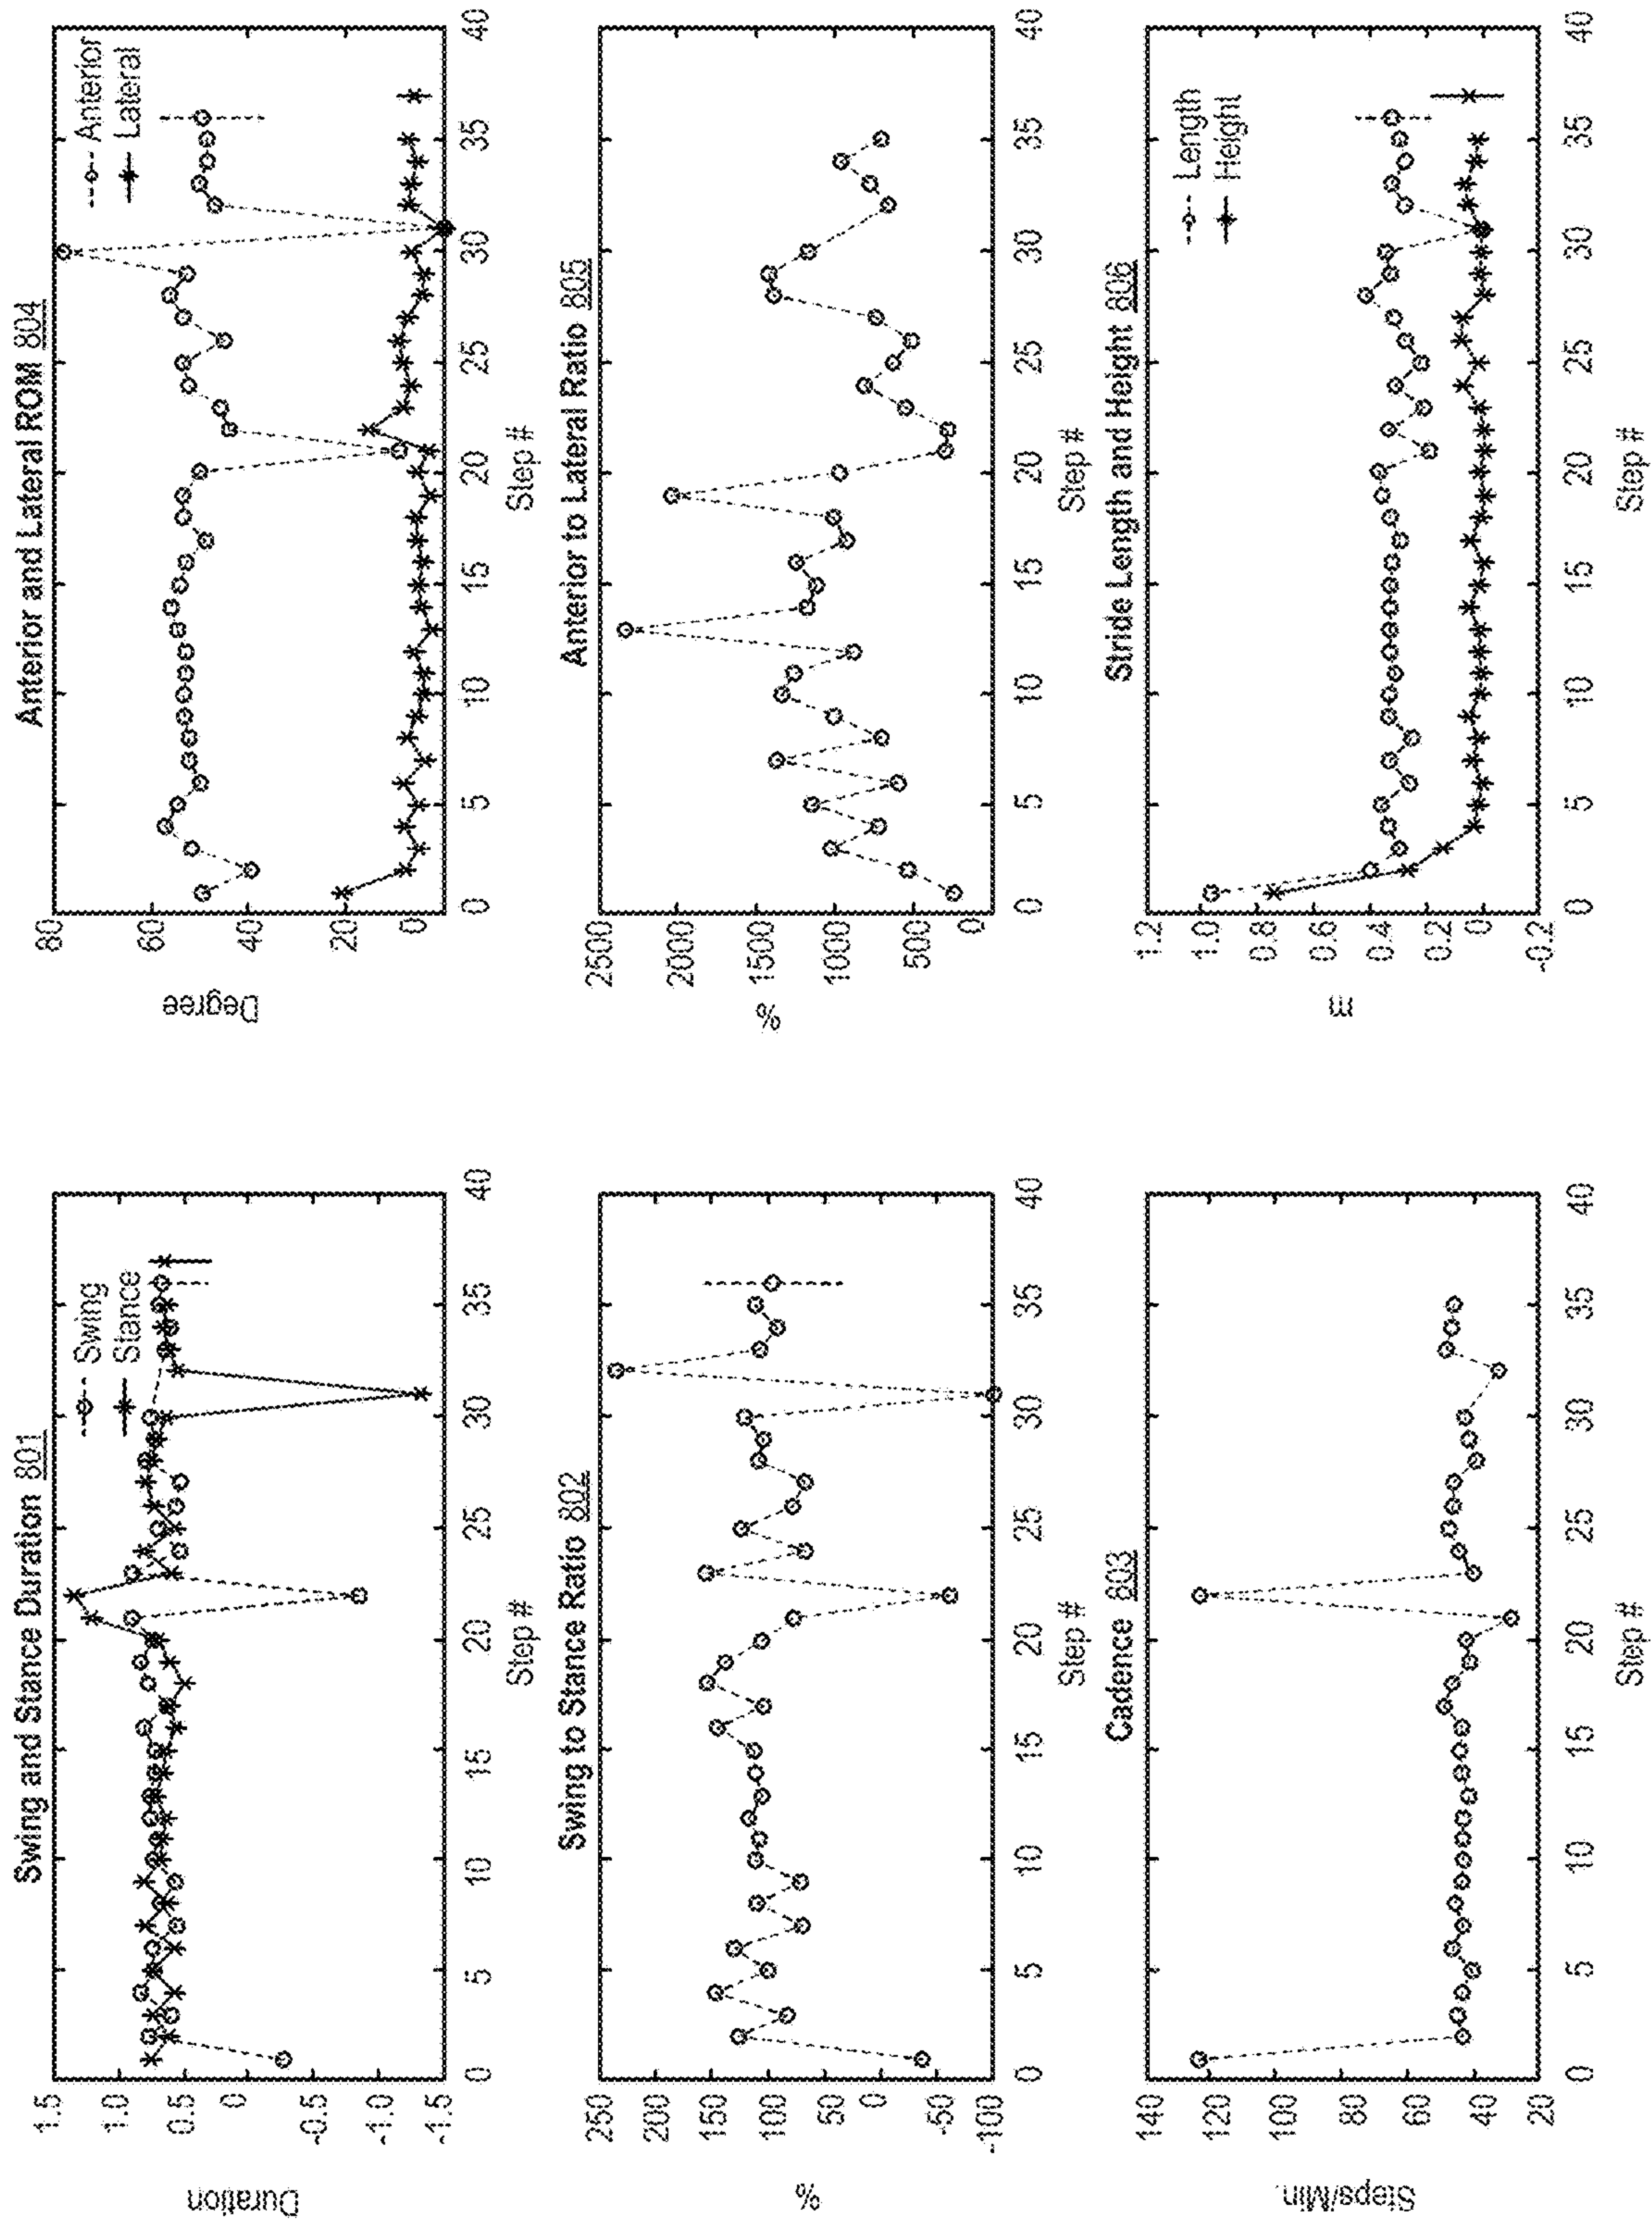 Swing and Stance Duration 801
Duration
1.5
1.0
0.5
0
-0.5
-1.0
-1.5
0 5 10 15 20 25 30 35 40
Step #
Swing
Stance
Swing to Stance Ratio 802
%
250
200
150
100
50
0
-50
-100
0 5 10 15 20 25 30 35 40
Step #
Cadence 803
Steps/Min.
140
120
100
80
60
40
20
0 5 10 15 20 25 30 35 40
Step #
Anterior and Lateral ROM 804
Degree
80
60
40
20
0
0 5 10 15 20 25 30 35 40
Step #
Anterior
Lateral
Anterior to Lateral Ratio 805
%
2500
2000
1500
1000
500
0
0 5 10 15 20 25 30 35 40
Step #
Stride Length and Height 806
m
1.2
1.0
0.8
0.6
0.4
0.2
0
-0.2
0 5 10 15 20 25 30 35 40
Step #
Length
Height